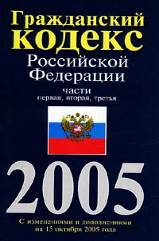 Гражданский
кодекс
Российской
Федерации
части
первая, вторая, третья
2005
С изменениями и дополнениями
на 15 октября 2005 года